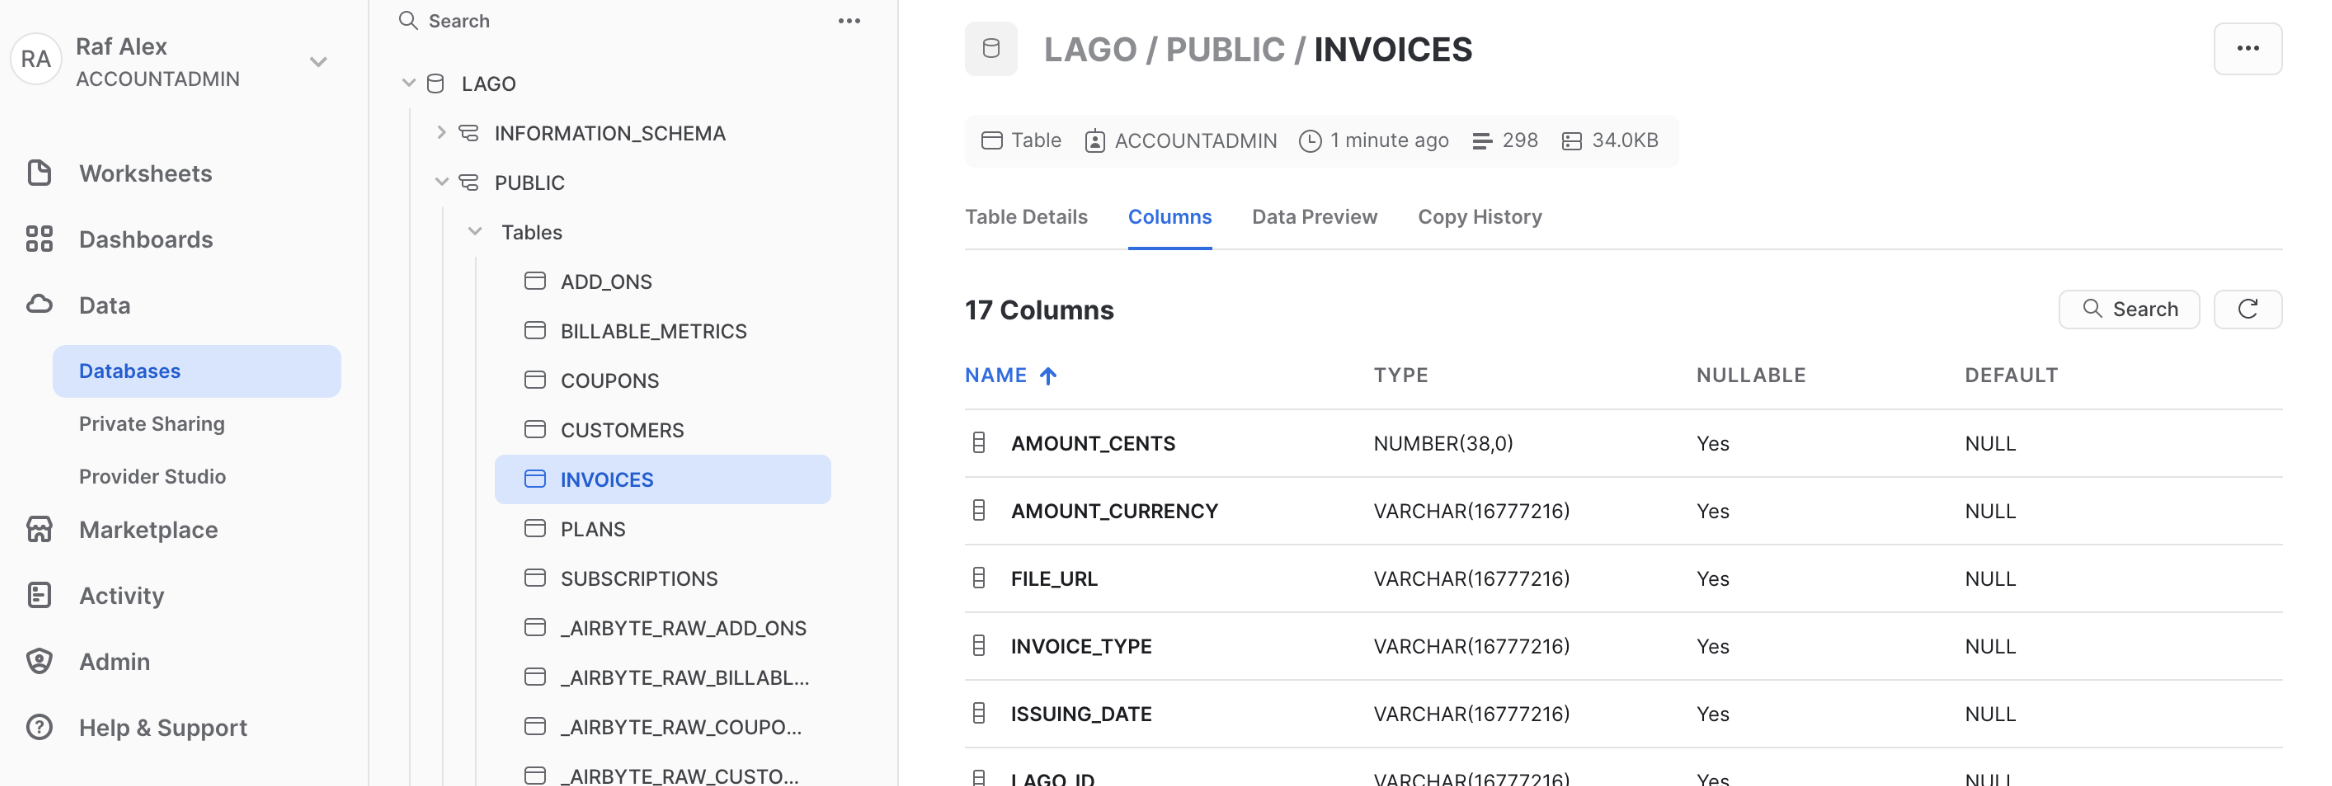 RA
Raf Alex
ACCOUNTADMIN
Worksheets
Dashboards
Data
Databases
Private Sharing
Provider Studio
Marketplace
Activity
Admin
Help & Support
Search
LAGO
INFORMATION_SCHEMA
PUBLIC
Tables
ADD_ONS
BILLABLE_METRICS
COUPONS
CUSTOMERS
INVOICES
PLANS
SUBSCRIPTIONS
_AIRBYTE_RAW_ADD_ONS
_AIRBYTE_RAW_BILLABL...
_AIRBYTE_RAW_COUPO...
_AIRBYTE_RAW_CUSTO...
LAGO / PUBLIC / INVOICES
Table ACCOUNTADMIN 1 minute ago 298 34.0KB
Table Details Columns Data Preview Copy History
17 Columns Search
NAME TYPE NULLABLE DEFAULT
AMOUNT_CENTS NUMBER(38,0) Yes NULL
AMOUNT_CURRENCY VARCHAR(16777216) Yes NULL
FILE_URL VARCHAR(16777216) Yes NULL
INVOICE_TYPE VARCHAR(16777216) Yes NULL
ISSUING_DATE VARCHAR(16777216) Yes NULL
LAGO_ID VARCHAR(16777216) Yes NULL